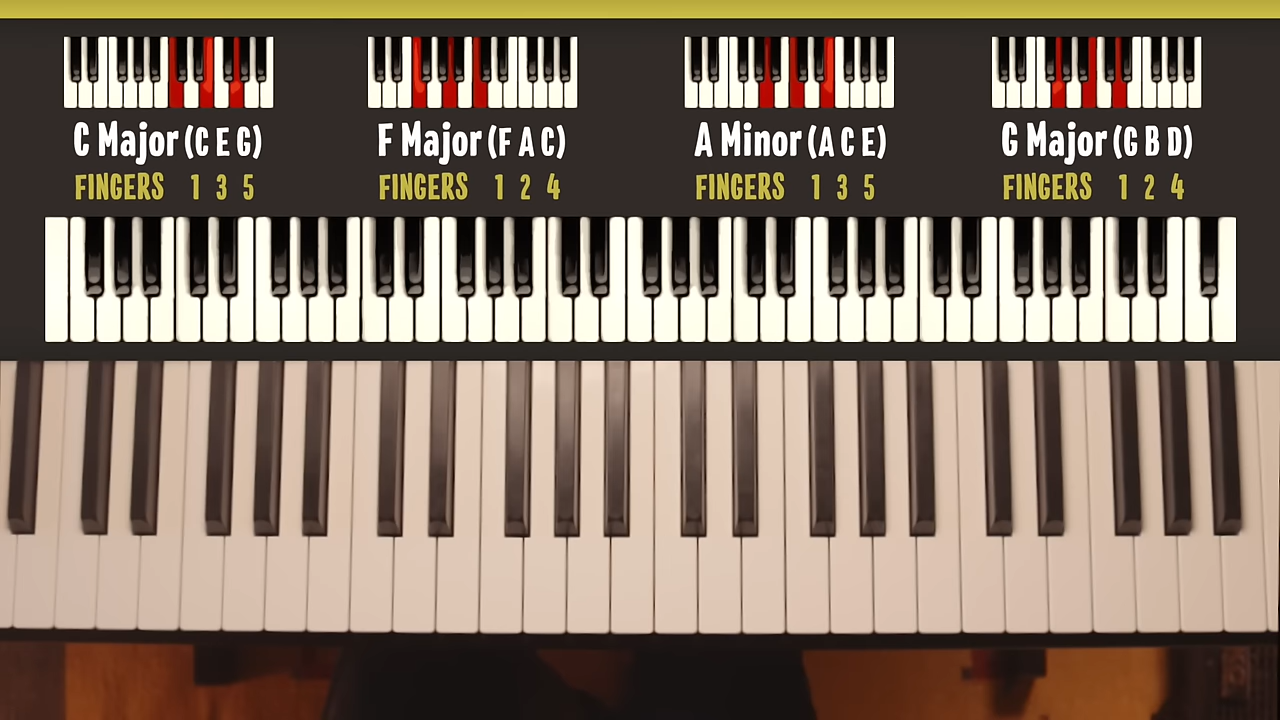 C Major (C E G)
FINGERS 1 3 5
F Major (F A C)
FINGERS 1 2 4
A Minor (A C E)
FINGERS 1 3 5
G Major (G B D)
FINGERS 1 2 4